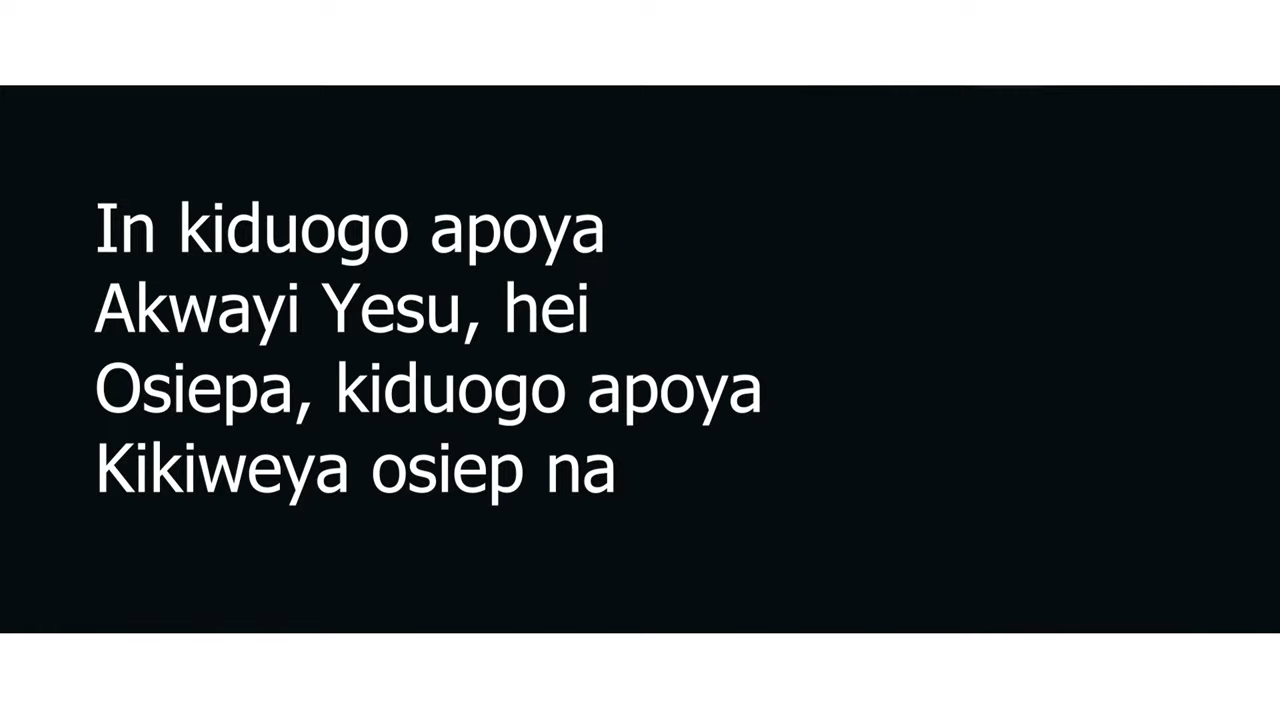 In kiduogo apoya
Akwayi Yesu, hei
Osiepa, kiduogo apoya
Kikiweya osiep na